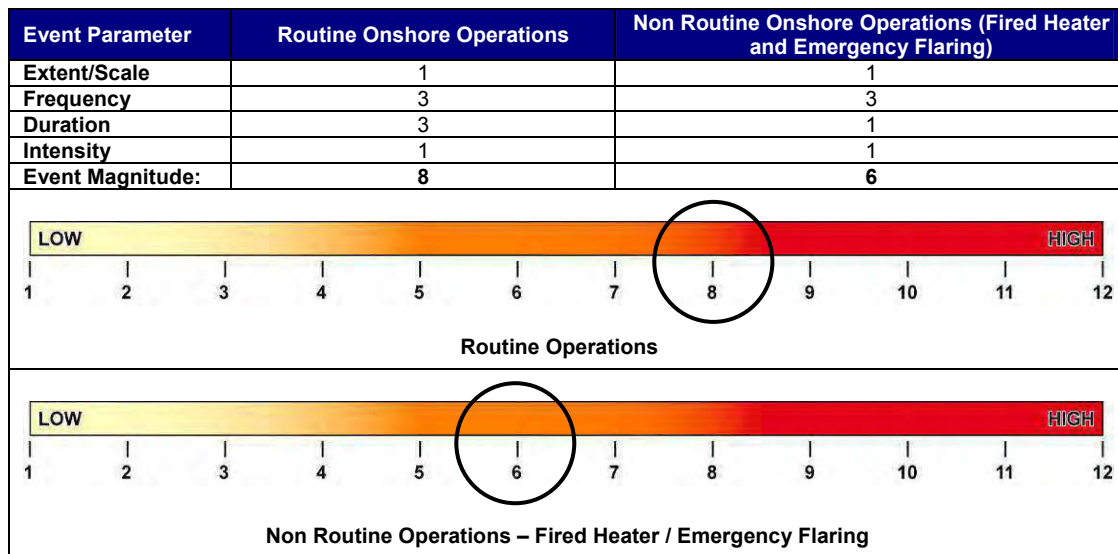 Event Parameter Routine Onshore Operations Non Routine Onshore Operations (Fired Heater and Emergency Flaring)
Extent/Scale 1 1
Frequency 3 3
Duration 3 1
Intensity 1 1
Event Magnitude: 8 6
LOW HIGH
1 2 3 4 5 6 7 8 9 10 11 12
Routine Operations
LOW HIGH
1 2 3 4 5 6 7 8 9 10 11 12
Non Routine Operations – Fired Heater / Emergency Flaring